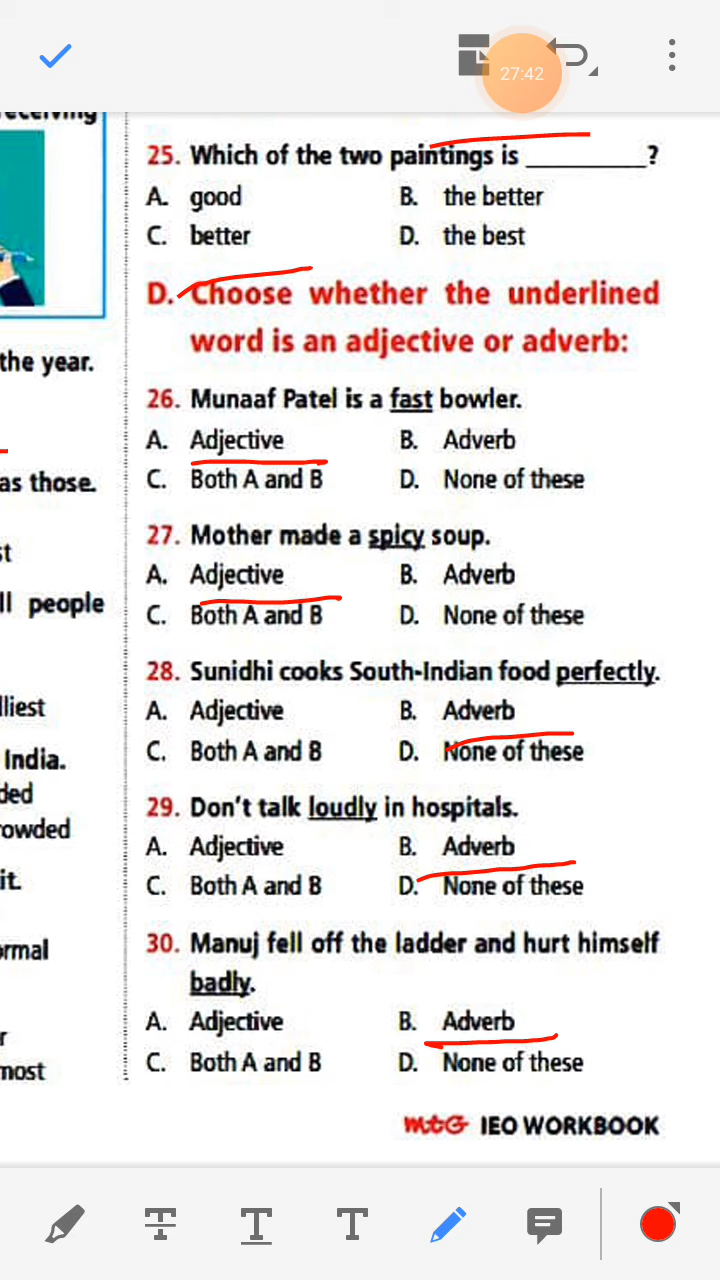 27:42
receiving
25. Which of the two paintings is ________?
A. good B. the better
C. better D. the best
D. Choose whether the underlined
word is an adjective or adverb:
the year.
26. Munaaf Patel is a fast bowler.
A. Adjective B. Adverb
as those.
C. Both A and B D. None of these
27. Mother made a spicy soup.
st
A. Adjective B. Adverb
ll people
C. Both A and B D. None of these
28. Sunidhi cooks South-Indian food perfectly.
lliest
A. Adjective B. Adverb
India.
C. Both A and B D. None of these
ded
29. Don't talk loudly in hospitals.
rowded
A. Adjective B. Adverb
it.
C. Both A and B D. None of these
ormal
30. Manuj fell off the ladder and hurt himself
badly.
A. Adjective B. Adverb
r
C. Both A and B D. None of these
most
mtG IEO WORKBOOK
T T T